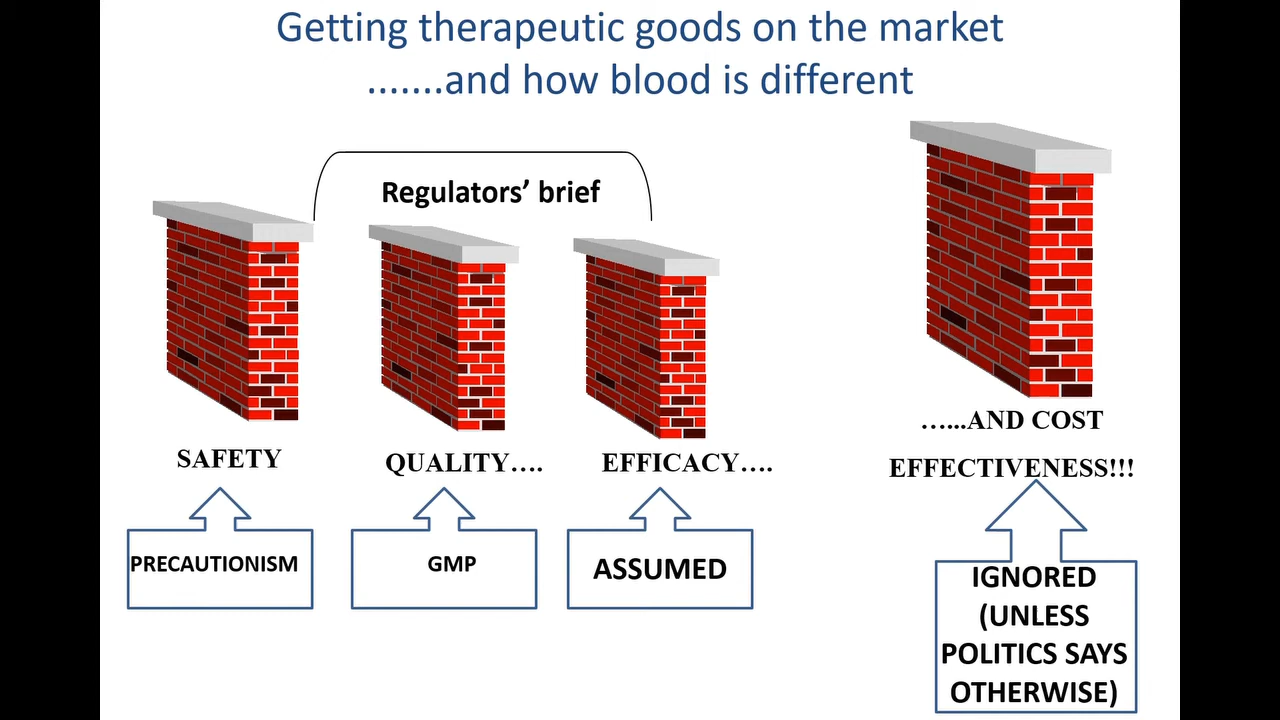 Getting therapeutic goods on the market
.......and how blood is different
Regulators’ brief
SAFETY
QUALITY….
EFFICACY….
…...AND COST
EFFECTIVENESS!!!
PRECAUTIONISM
GMP
ASSUMED
IGNORED
(UNLESS
POLITICS SAYS
OTHERWISE)